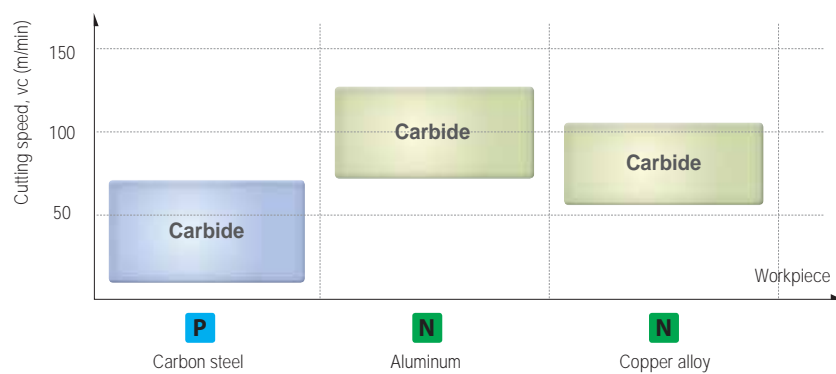 Cutting speed, vc (m/min)
150
100
50
Carbide
Carbide
Carbide
Workpiece
P
N
N
Carbon steel
Aluminum
Copper alloy